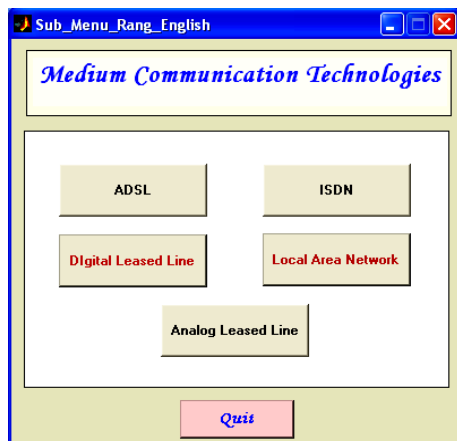 Sub_Menu_Rang_English
Medium Communication Technologies
ADSL
ISDN
DIgital Leased Line
Local Area Network
Analog Leased Line
Quit